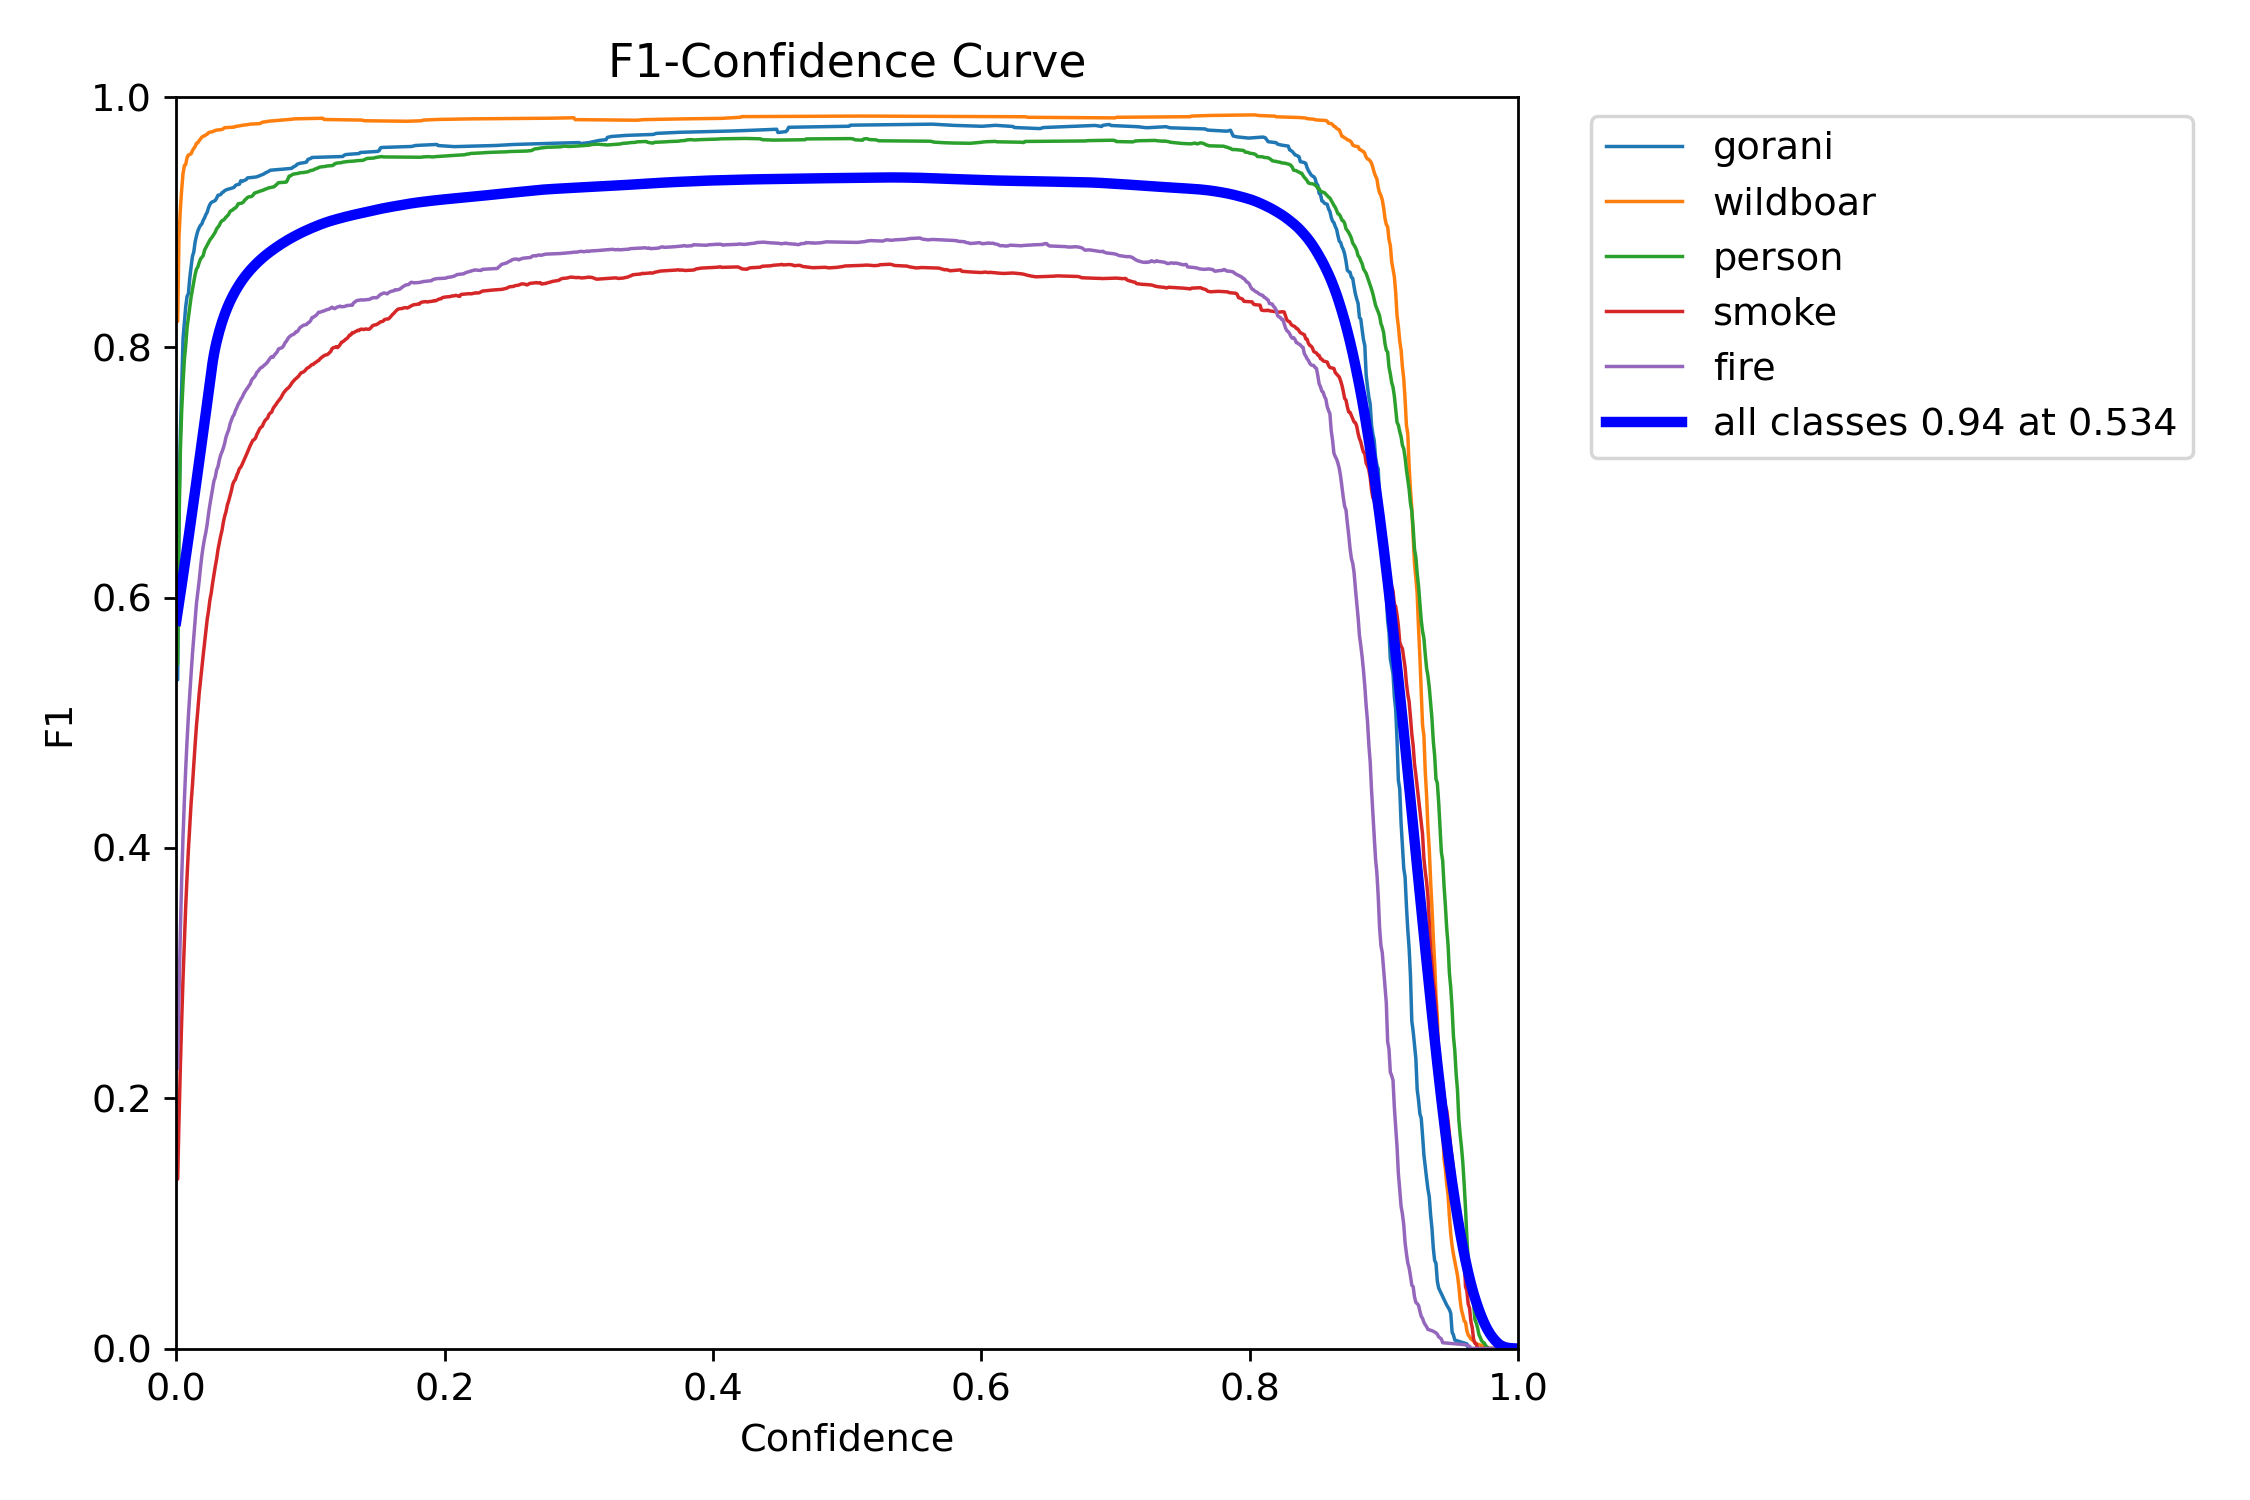 F1-Confidence Curve
1.0
0.8
0.6
0.4
0.2
0.0
F1
0.0 0.2 0.4 0.6 0.8 1.0
Confidence
gorani
wildboar
person
smoke
fire
all classes 0.94 at 0.534